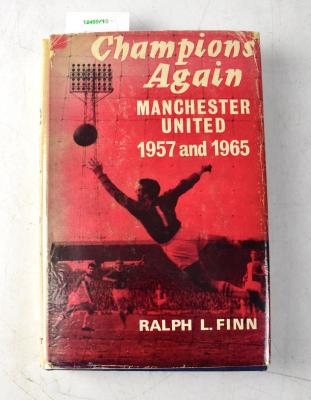 Champions
Again
MANCHESTER
UNITED
1957 and 1965
RALPH L. FINN